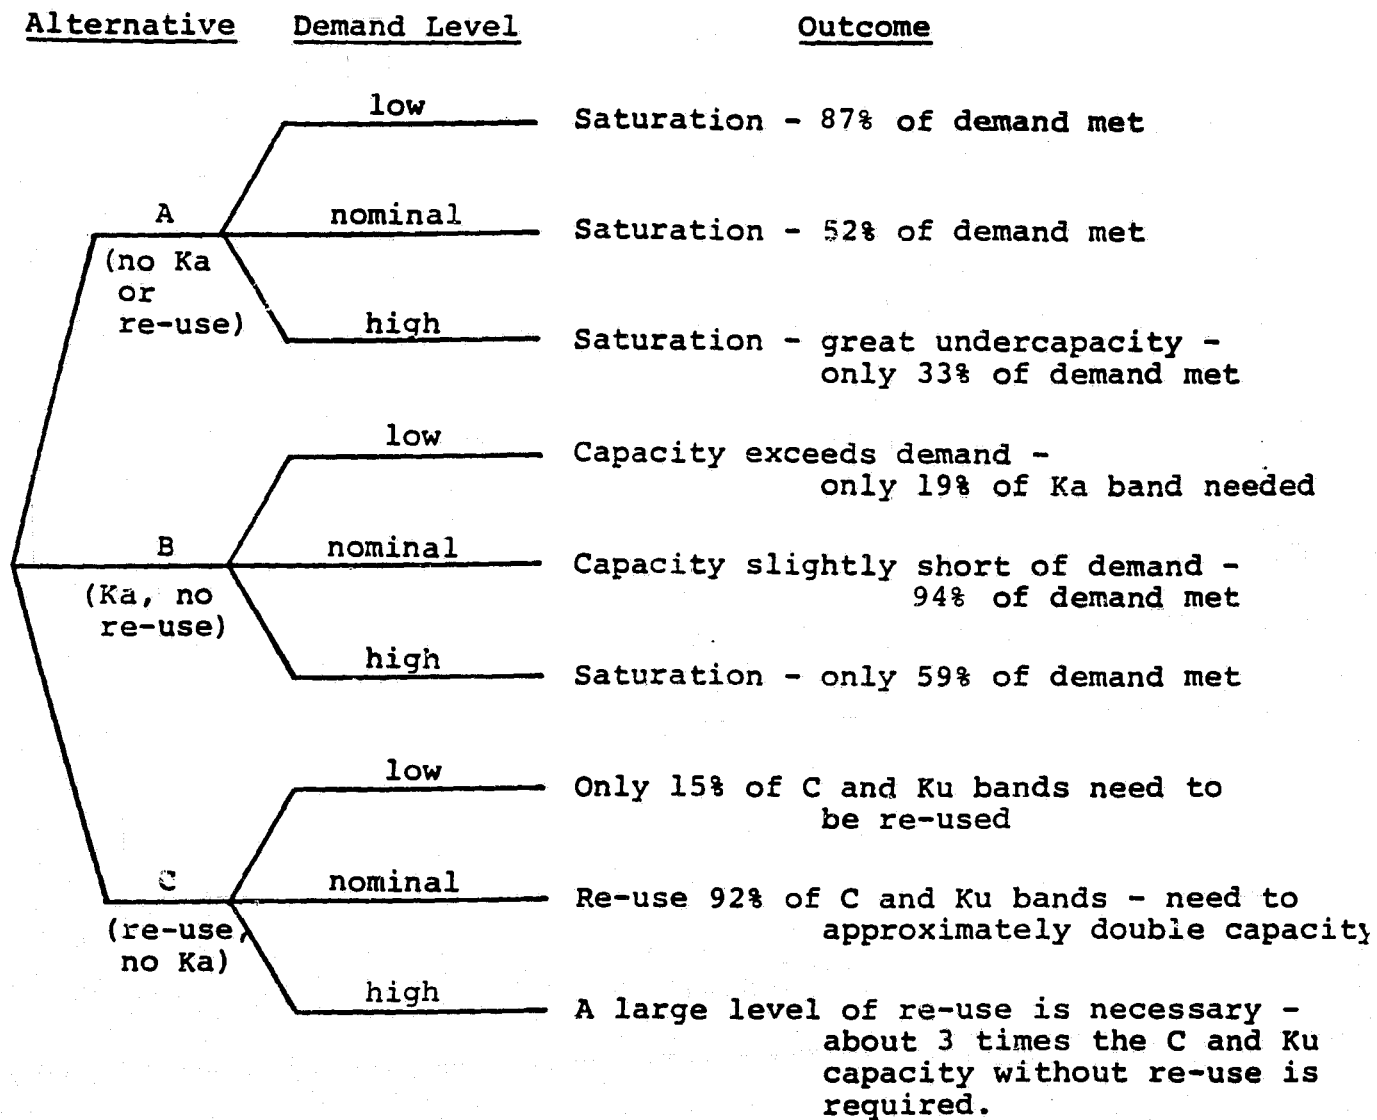 Alternative Demand Level Outcome
low Saturation - 87% of demand met
A nominal Saturation - 52% of demand met
(no Ka
or
re-use) high Saturation - great undercapacity -
only 33% of demand met
low Capacity exceeds demand -
only 19% of Ka band needed
B nominal Capacity slightly short of demand -
(Ka, no 94% of demand met
re-use)
high Saturation - only 59% of demand met
low Only 15% of C and Ku bands need to
be re-used
C nominal Re-use 92% of C and Ku bands - need to
(re-use, approximately double capacity
no Ka)
high A large level of re-use is necessary -
about 3 times the C and Ku
capacity without re-use is
required.